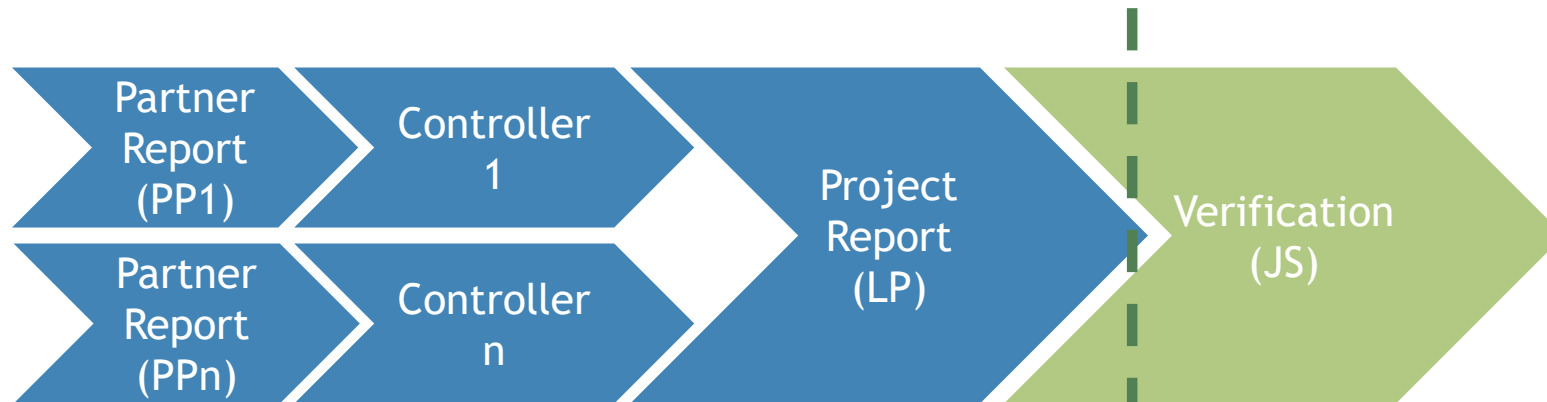 Partner
Report
(PP1)
Controller
1
Partner
Report
(PPn)
Controller
n
Project
Report
(LP)
Verification
(JS)